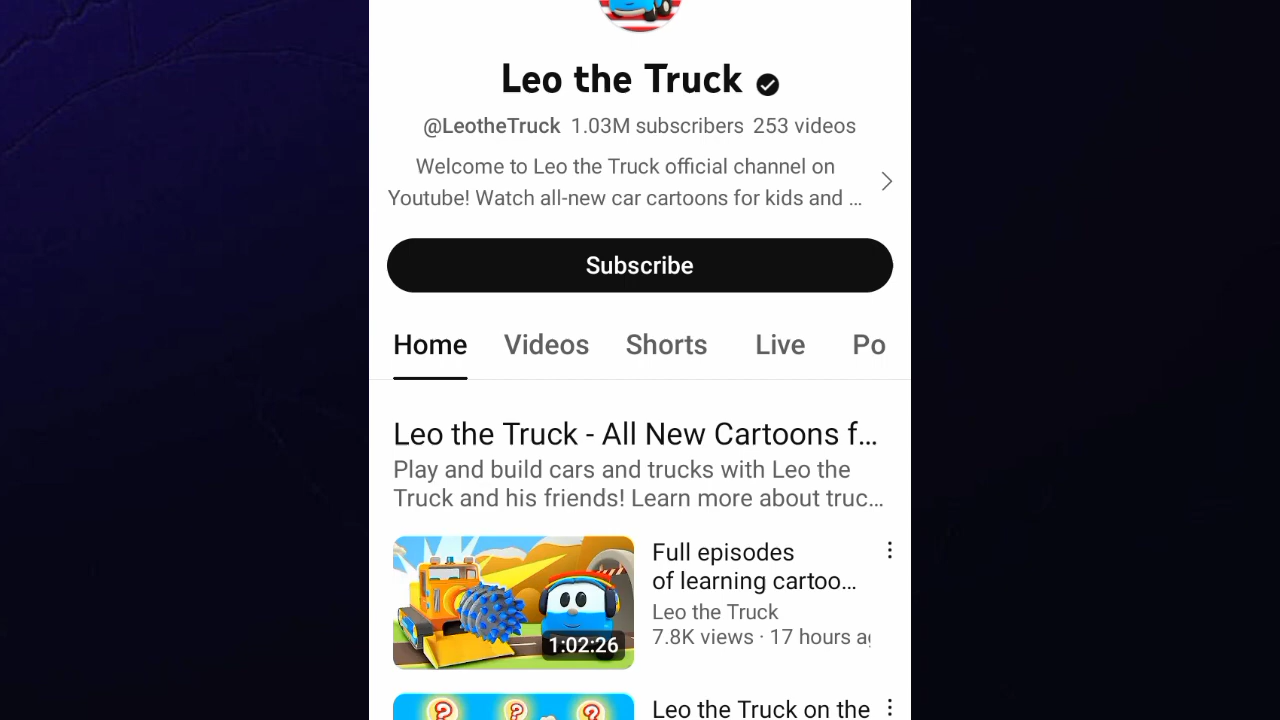 Leo the Truck
@LeotheTruck 1.03M subscribers 253 videos
Welcome to Leo the Truck official channel on
Youtube! Watch all-new car cartoons for kids and ...
Subscribe
Home Videos Shorts Live Po
Leo the Truck - All New Cartoons f...
Play and build cars and trucks with Leo the
Truck and his friends! Learn more about truc...
Full episodes
of learning cartoo...
Leo the Truck
7.8K views · 17 hours ag
1:02:26
? ? ?
Leo the Truck on the